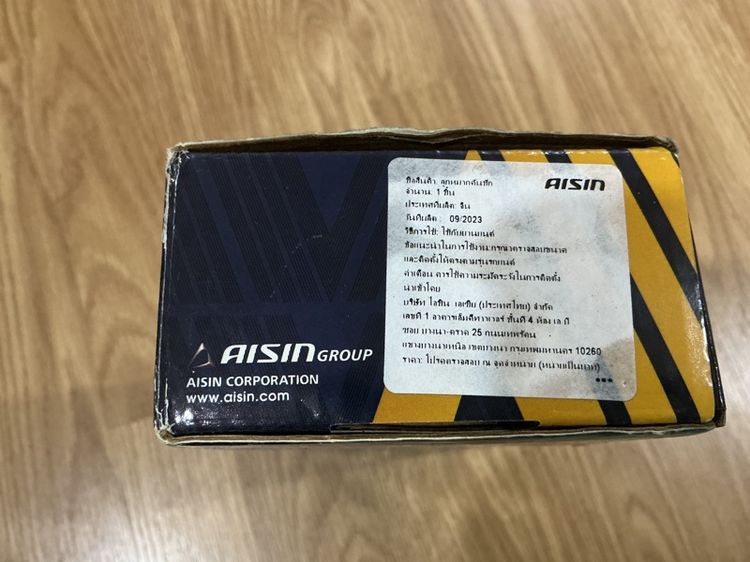 AISIN
ชื่อสินค้า: ลูกหมากคันชัก
จำนวน: 1 ชิ้น
ประเทศที่ผลิต: จีน
วันที่ผลิต : 09/2023
วิธีการใช้: ใช้กับยานยนต์
ข้อแนะนำในการใช้งาน:กรุณาตรวจสอบขนาด
และติดตั้งให้ตรงตามรุ่นรถยนต์
คำเตือน: การใช้ความระมัดระวังในการติดตั้ง
นำเข้าโดย
บริษัท ไอซิน เอเชีย (ประเทศไทย) จำกัด
เลขที่ 1 อาคารเอ็มดีทาวเวอร์ ชั้นที่ 4 ห้อง เอ บี
ซอย บางนา-ตราด 25 ถนนเทพรัตน
แขวงบางนาเหนือ เขตบางนา กรุงเทพมหานคร 10260
ราคา: โปรดตรวจสอบ ณ จุดจำหน่าย (หน่วยเป็นบาท)
AISIN GROUP
AISIN CORPORATION
www.aisin.com